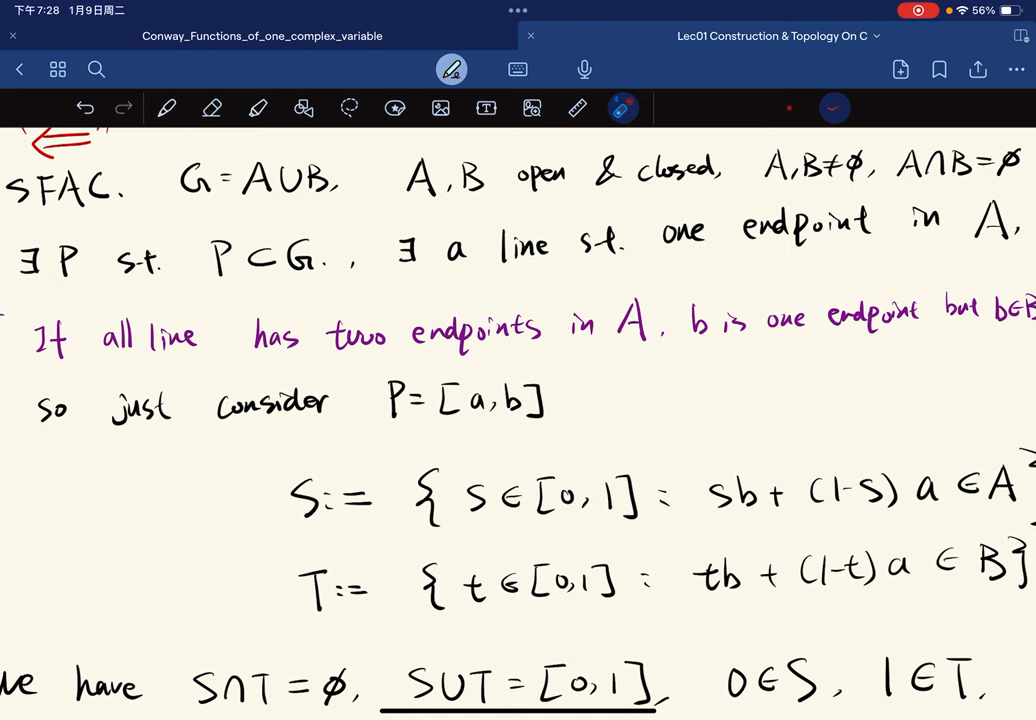 下午7:28 1月9日周二
56%
Conway_Functions_of_one_complex_variable
Lec01 Construction & Topology On C
SFAC. G = A∪B, A, B open & closed, A, B ≠ ∅, A∩B = ∅
∃ P s.t. P ⊂ G., ∃ a line s.t. one endpoint in A,
If all line has two endpoints in A, b is one endpoint but b∈B
so just consider P = [a, b]
S := { s ∈ [0, 1] : sb + (1-s) a ∈ A }
T := { t ∈ [0,1] : tb + (1-t) a ∈ B }
we have S∩T = ∅, S∪T = [0, 1], 0 ∈ S, 1 ∈ T,